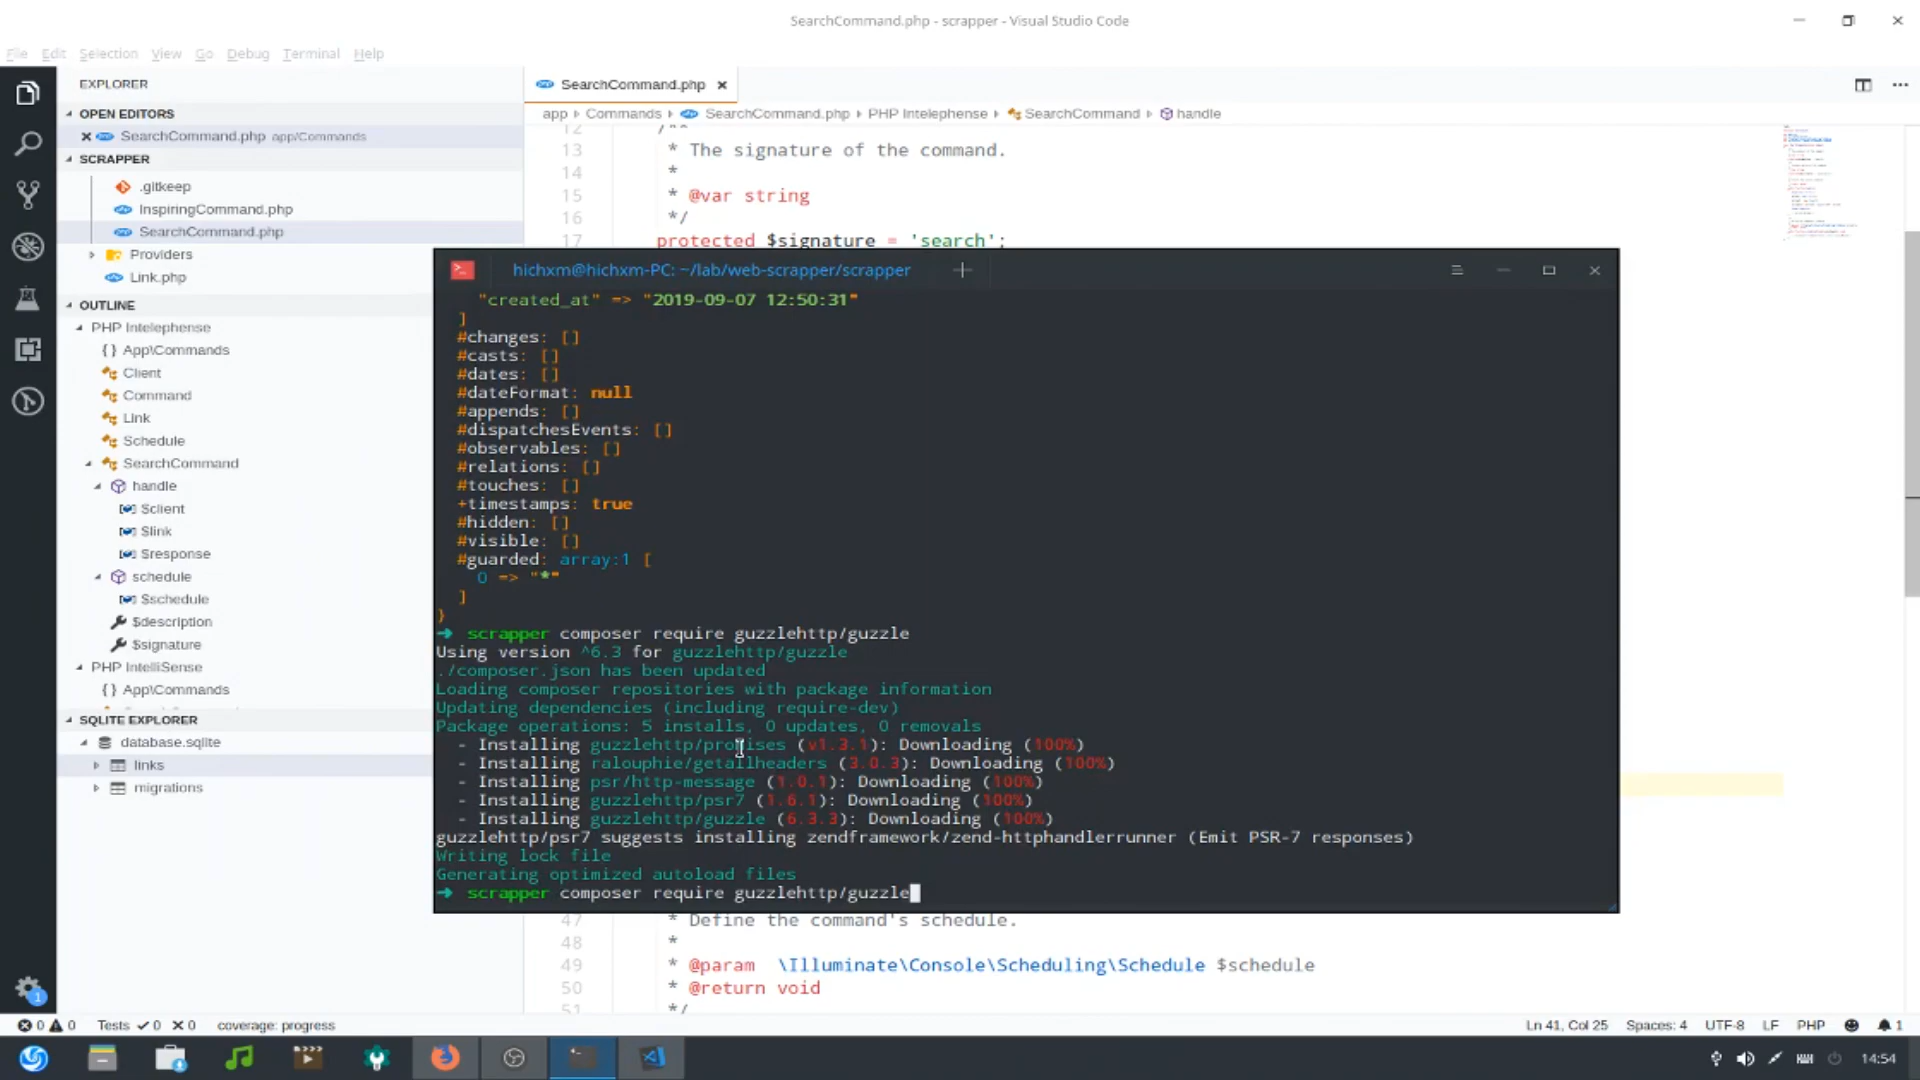 SearchCommand.php - scrapper - Visual Studio Code
File Edit Selection View Go Debug Terminal Help
EXPLORER
OPEN EDITORS
SearchCommand.php app/Commands
SCRAPPER
.gitkeep
InspiringCommand.php
SearchCommand.php
Providers
Link.php
OUTLINE
PHP Intelephense
{} App\Commands
Client
Command
Link
Schedule
SearchCommand
handle
$client
$link
$response
schedule
$schedule
$description
$signature
PHP IntelliSense
{} App\Commands
SQLITE EXPLORER
database.sqlite
links
migrations
SearchCommand.php
app Commands SearchCommand.php PHP Intelephense SearchCommand handle
12 /**
13 * The signature of the command.
14 *
15 * @var string
16 */
17 protected $signature = 'search';
hichxm@hichxm-PC: ~/lab/web-scrapper/scrapper
"created_at" => "2019-09-07 12:50:31"
]
#changes: []
#casts: []
#dates: []
#dateFormat: null
#appends: []
#dispatchesEvents: []
#observables: []
#relations: []
#touches: []
+timestamps: true
#hidden: []
#visible: []
#guarded: array:1 [
0 => "*"
]
}
➜ scrapper composer require guzzlehttp/guzzle
Using version ^6.3 for guzzlehttp/guzzle
./composer.json has been updated
Loading composer repositories with package information
Updating dependencies (including require-dev)
Package operations: 5 installs, 0 updates, 0 removals
- Installing guzzlehttp/promises (v1.3.1): Downloading (100%)
- Installing ralouphie/getallheaders (3.0.3): Downloading (100%)
- Installing psr/http-message (1.0.1): Downloading (100%)
- Installing guzzlehttp/psr7 (1.6.1): Downloading (100%)
- Installing guzzlehttp/guzzle (6.3.3): Downloading (100%)
guzzlehttp/psr7 suggests installing zendframework/zend-httphandlerrunner (Emit PSR-7 responses)
Writing lock file
Generating optimized autoload files
➜ scrapper composer require guzzlehttp/guzzle
47 * Define the command's schedule.
48 *
49 * @param \Illuminate\Console\Scheduling\Schedule $schedule
50 * @return void
51 */
0 0 Tests 0 0 coverage: progress
Ln 41, Col 25 Spaces: 4 UTF-8 LF PHP 1
14:54